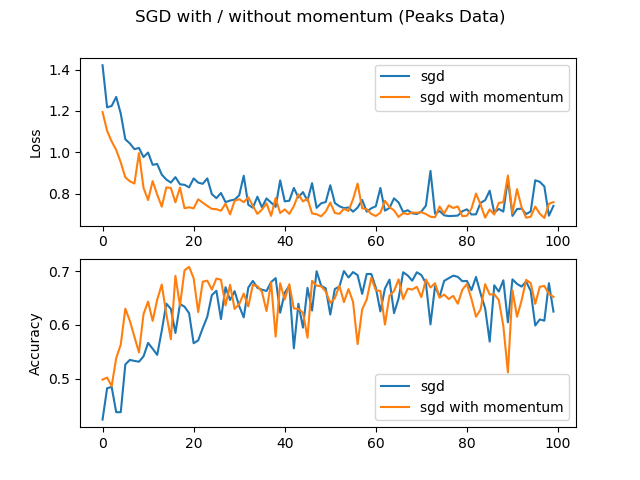 SGD with / without momentum (Peaks Data)
1.4
1.2
1.0
0.8
Loss
sgd
sgd with momentum
0 20 40 60 80 100
0.7
0.6
0.5
Accuracy
sgd
sgd with momentum
0 20 40 60 80 100